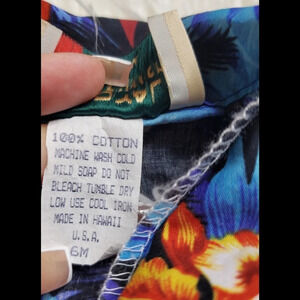 100% COTTON
MACHINE WASH COLD
MILD SOAP DO NOT
BLEACH TUMBLE DRY
LOW USE COOL IRON
MADE IN HAWAII
U.S.A.
6M